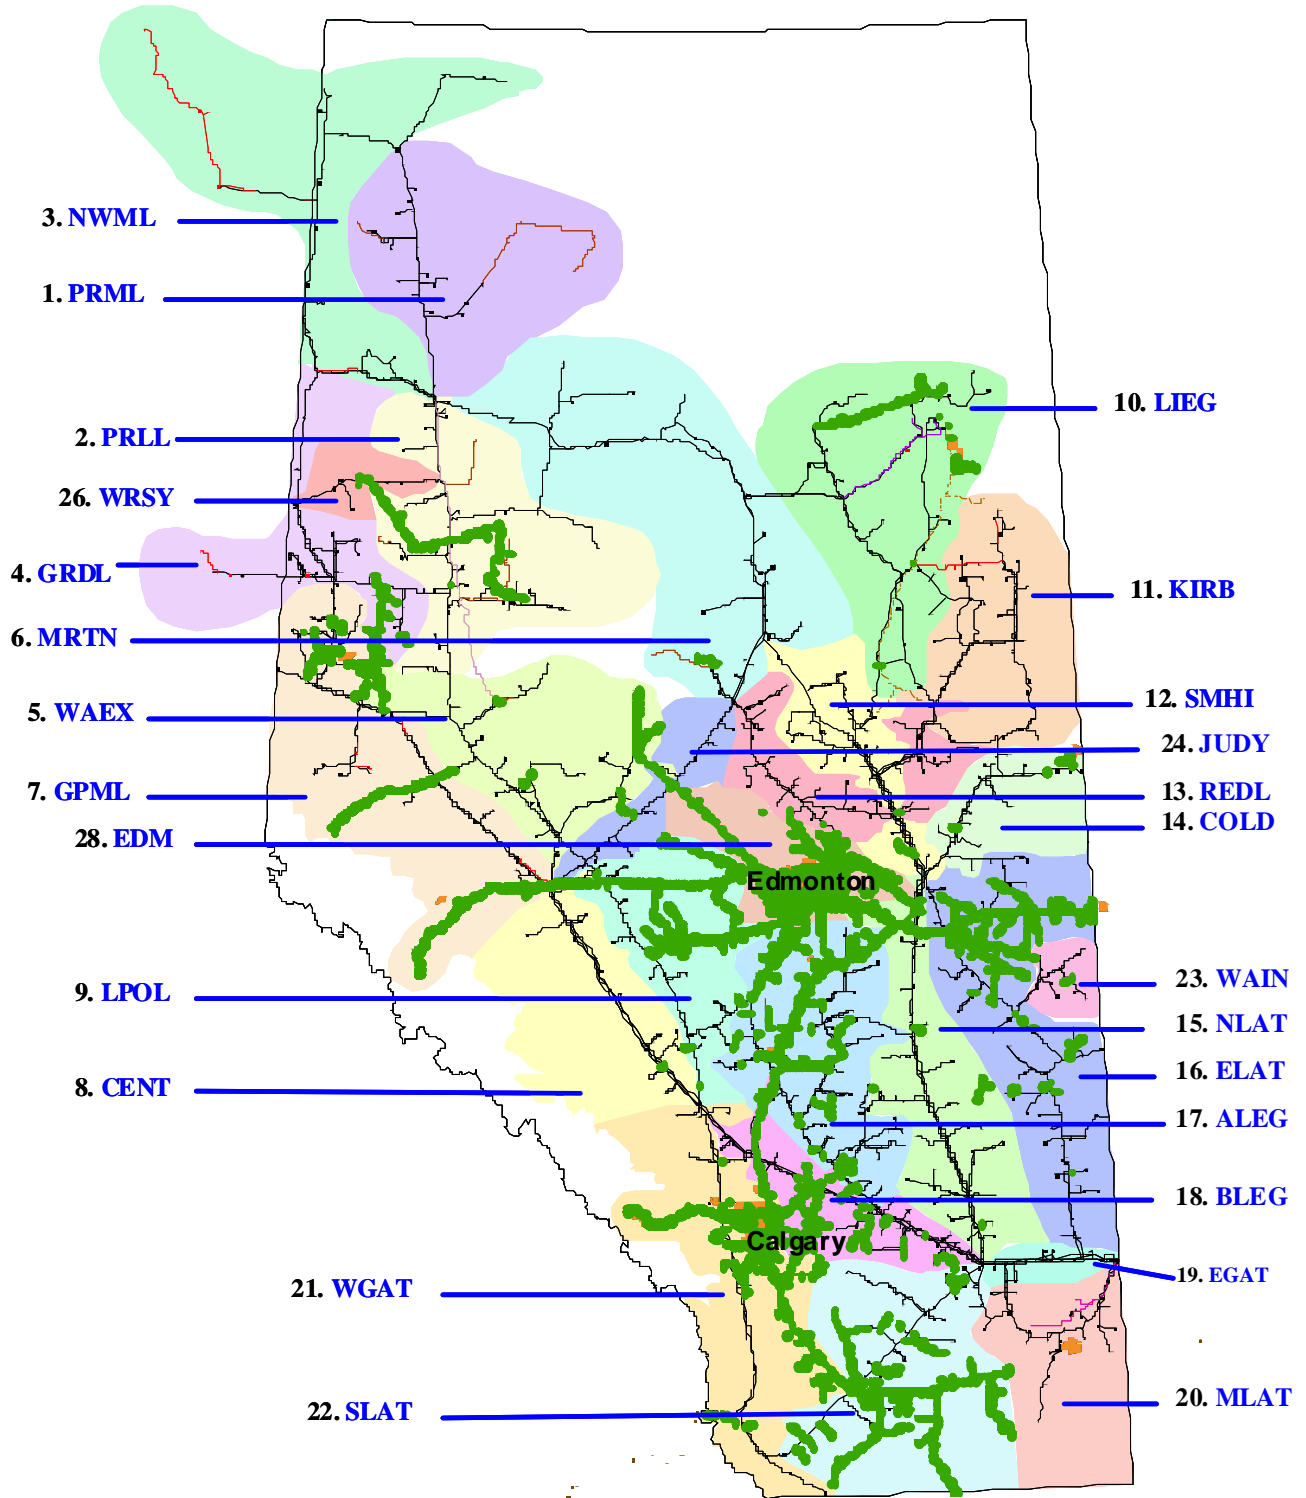 3. NWML
1. PRML
2. PRLL
26. WRSY
4. GRDL
6. MRTN
5. WAEX
7. GPML
28. EDM
9. LPOL
8. CENT
21. WGAT
22. SLAT
10. LIEG
11. KIRB
12. SMHI
24. JUDY
13. REDL
14. COLD
23. WAIN
15. NLAT
16. ELAT
17. ALEG
18. BLEG
19. EGAT
20. MLAT
Edmonton
Calgary